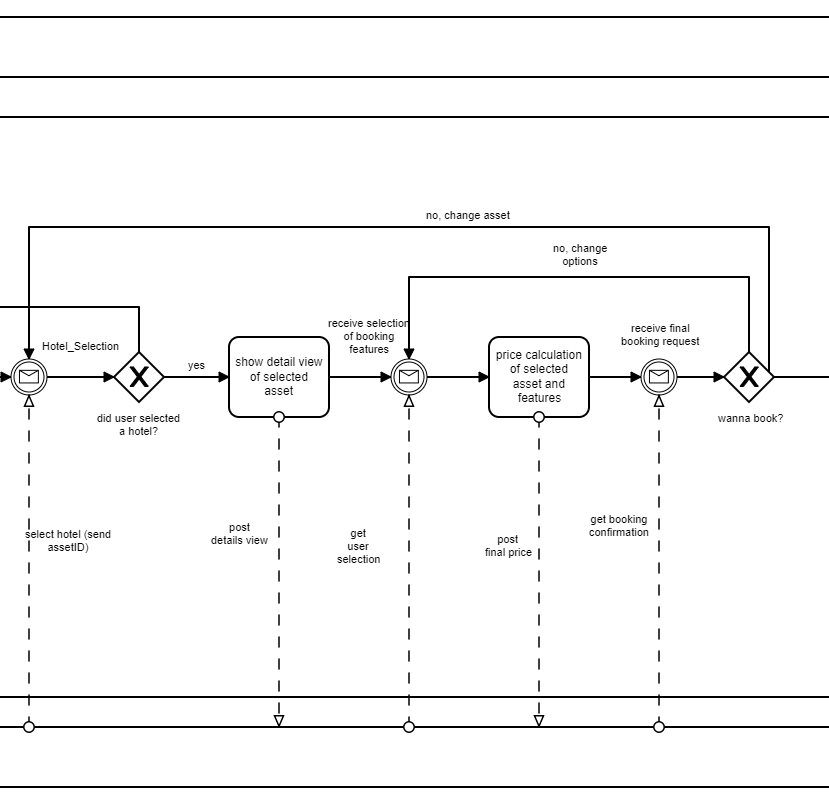 no, change asset
no, change
options
receive selection
of booking
features
receive final
booking request
Hotel_Selection
yes
show detail view
of selected
asset
price calculation
of selected
asset and
features
X
X
did user selected
a hotel?
wanna book?
select hotel (send
assetID)
post
details view
get
user
selection
post
final price
get booking
confirmation